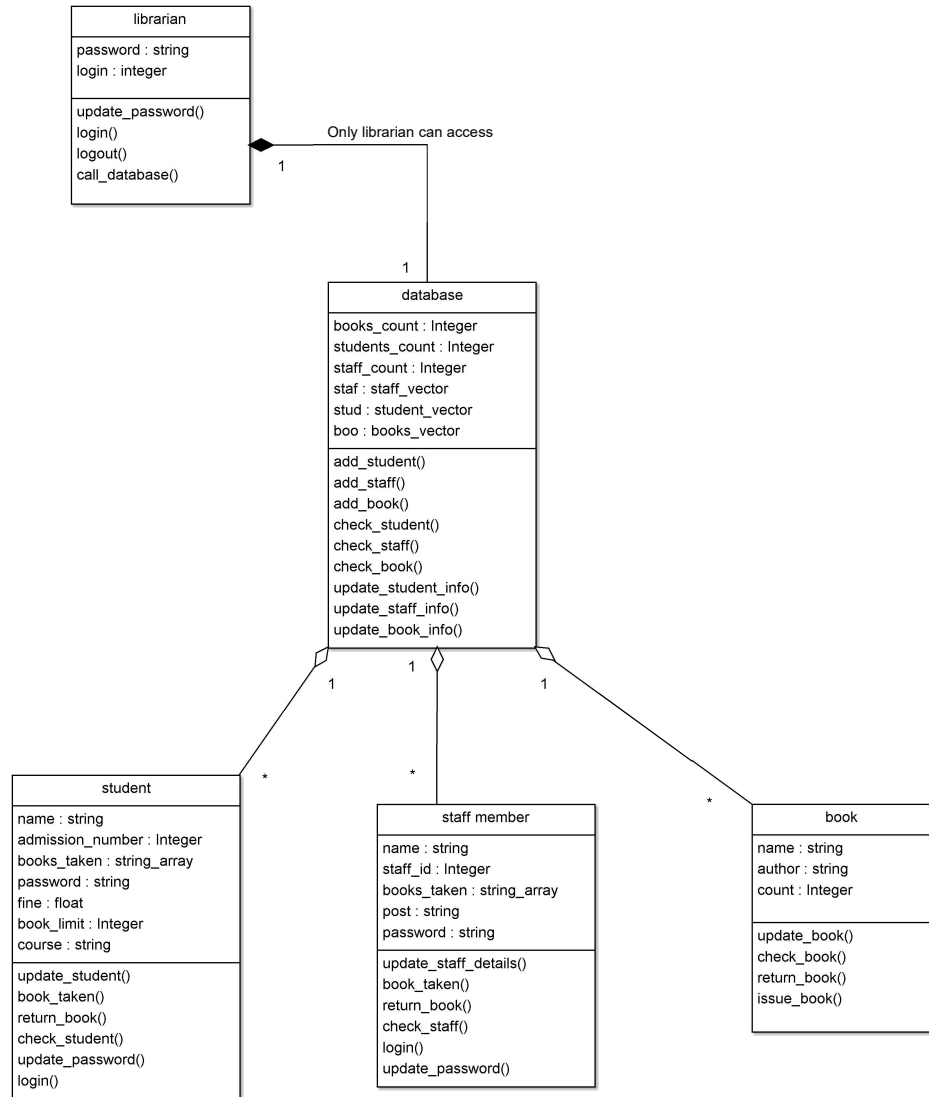 librarian
password : string
login : integer
update_password()
login()
logout()
call_database()
Only librarian can access
1
1
database
books_count : Integer
students_count : Integer
staff_count : Integer
staf : staff_vector
stud : student_vector
boo : books_vector
add_student()
add_staff()
add_book()
check_student()
check_staff()
check_book()
update_student_info()
update_staff_info()
update_book_info()
1
1
1
*
*
*
student
name : string
admission_number : Integer
books_taken : string_array
password : string
fine : float
book_limit : Integer
course : string
update_student()
book_taken()
return_book()
check_student()
update_password()
login()
staff member
name : string
staff_id : Integer
books_taken : string_array
post : string
password : string
update_staff_details()
book_taken()
return_book()
check_staff()
login()
update_password()
book
name : string
author : string
count : Integer
update_book()
check_book()
return_book()
issue_book()